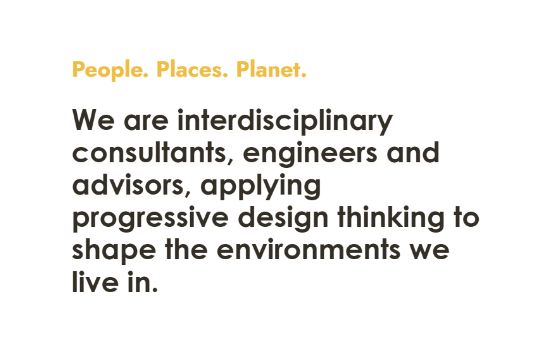 People. Places. Planet.
We are interdisciplinary
consultants, engineers and
advisors, applying
progressive design thinking to
shape the environments we
live in.